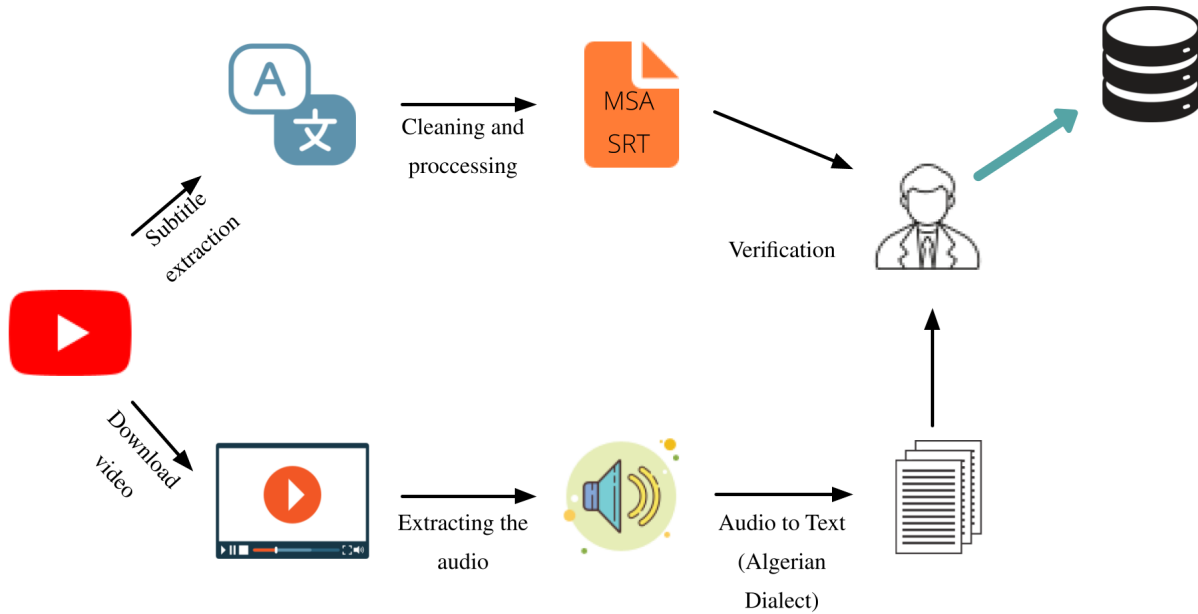 A
文
Cleaning and
proccessing
MSA
SRT
Subtitle
extraction
Verification
Download
video
Extracting the
audio
Audio to Text
(Algerian
Dialect)